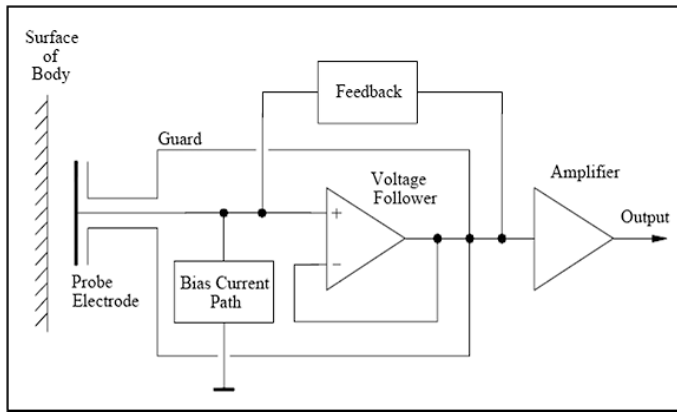 Surface
of
Body
Feedback
Guard
Voltage
Follower
Amplifier
+
−
Output
Probe
Electrode
Bias Current
Path